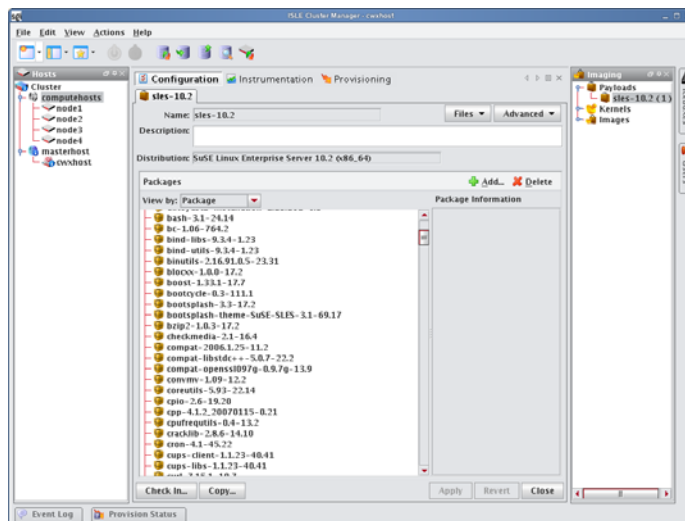 ISLE Cluster Manager - cwxhost
File Edit View Actions Help
Hosts
Cluster
computehosts
node1
node2
node3
node4
masterhost
cwxhost
Configuration Instrumentation Provisioning
sles-10.2
Name: sles-10.2 Files Advanced
Description:
Distribution: SuSE Linux Enterprise Server 10.2 (x86_64)
Packages Add... Delete
View by: Package Package Information
bash-3.1-24.14
bc-1.06-764.2
bind-libs-9.3.4-1.23
bind-utils-9.3.4-1.23
binutils-2.16.91.0.5-23.31
blocxx-1.0.0-17.2
boost-1.33.1-17.7
bootcycle-0.3-111.1
bootsplash-3.3-17.2
bootsplash-theme-SuSE-SLES-3.1-69.17
bzip2-1.0.3-17.2
checkmedia-2.1-16.4
compat-2006.1.25-11.2
compat-libstdc++-5.0.7-22.2
compat-openssl097g-0.9.7g-13.9
convmv-1.09-12.2
coreutils-5.93-22.14
cpio-2.6-19.20
cpp-4.1.2_20070115-0.21
cpufrequtils-0.4-13.2
cracklib-2.8.6-14.10
cron-4.1-45.22
cups-client-1.1.23-40.41
cups-libs-1.1.23-40.41
Check In... Copy... Apply Revert Close
Imaging
Payloads
sles-10.2 (1)
Kernels
Images
Event Log Provision Status